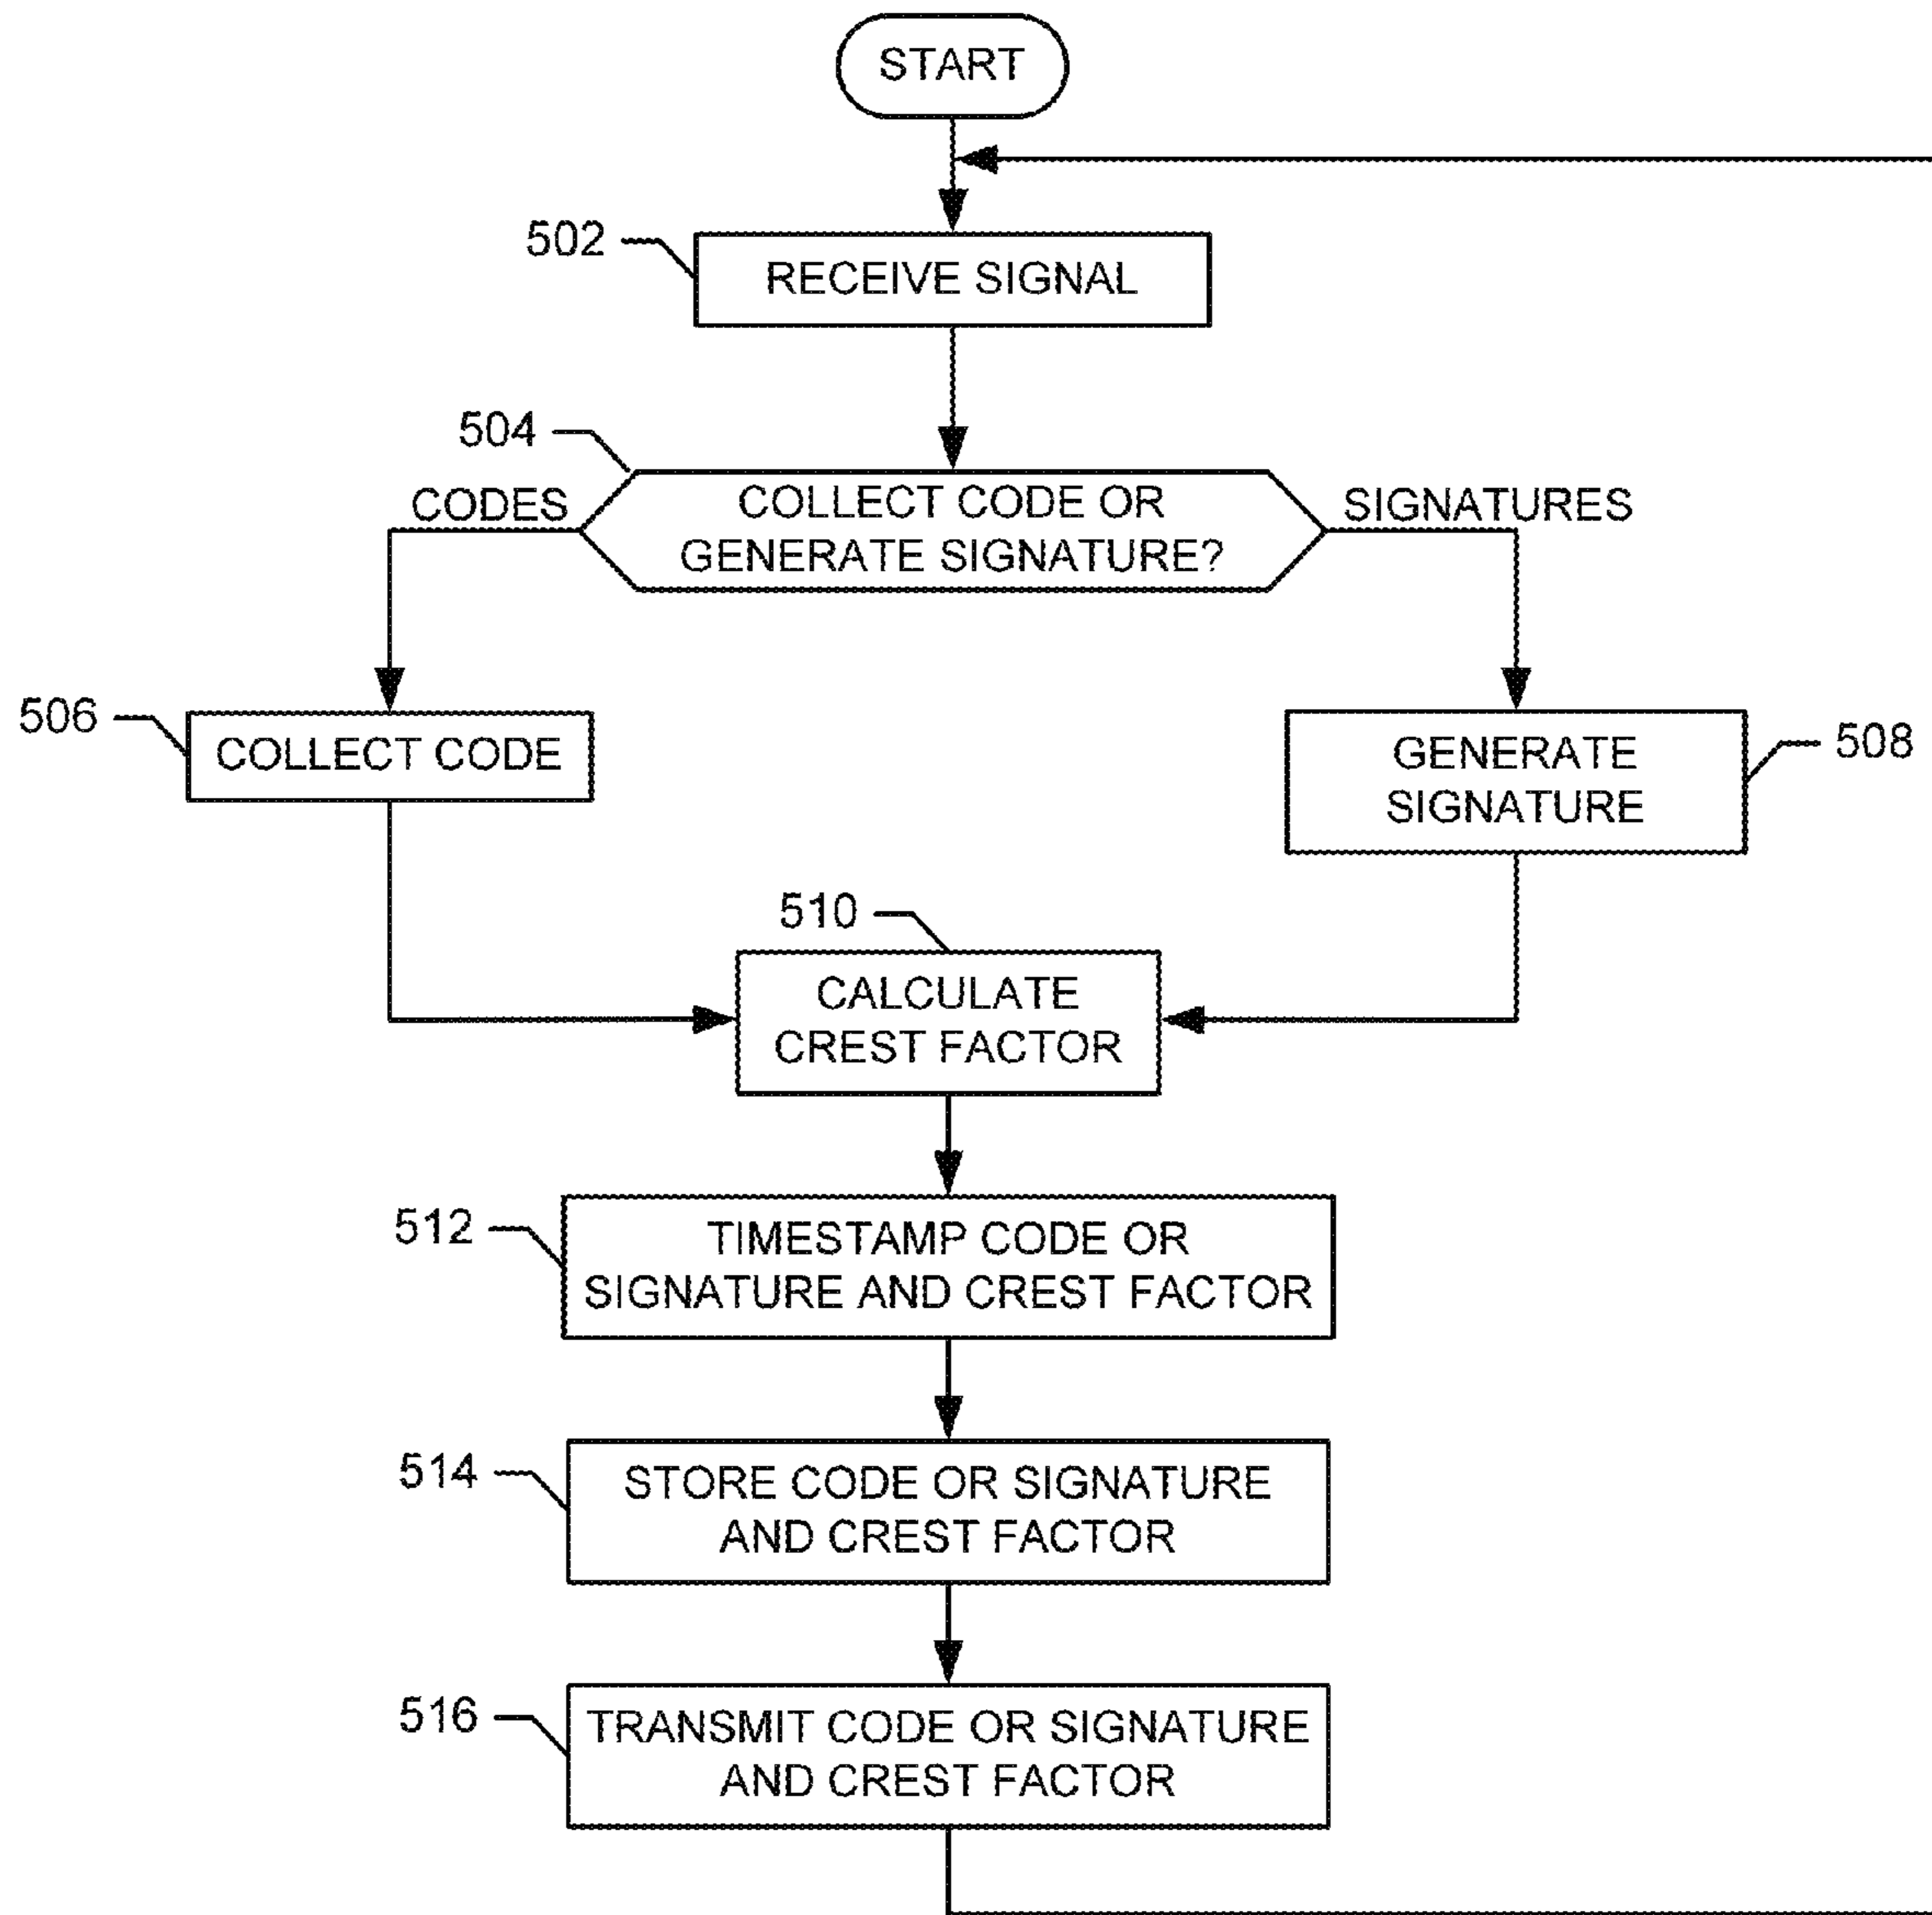 START
502
RECEIVE SIGNAL
504
CODES
COLLECT CODE OR
GENERATE SIGNATURE?
SIGNATURES
506
COLLECT CODE
GENERATE
SIGNATURE
508
510
CALCULATE
CREST FACTOR
512
TIMESTAMP CODE OR
SIGNATURE AND CREST FACTOR
514
STORE CODE OR SIGNATURE
AND CREST FACTOR
516
TRANSMIT CODE OR SIGNATURE
AND CREST FACTOR